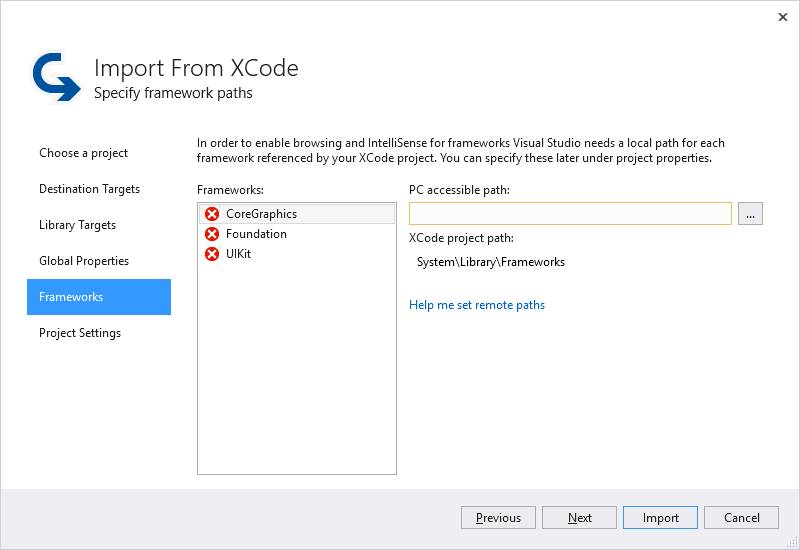 Import From XCode
Specify framework paths
Choose a project
Destination Targets
Library Targets
Global Properties
Frameworks
Project Settings
In order to enable browsing and IntelliSense for frameworks Visual Studio needs a local path for each
framework referenced by your XCode project. You can specify these later under project properties.
Frameworks:
CoreGraphics
Foundation
UIKit
PC accessible path:
...
XCode project path:
System\Library\Frameworks
Help me set remote paths
Previous
Next
Import
Cancel